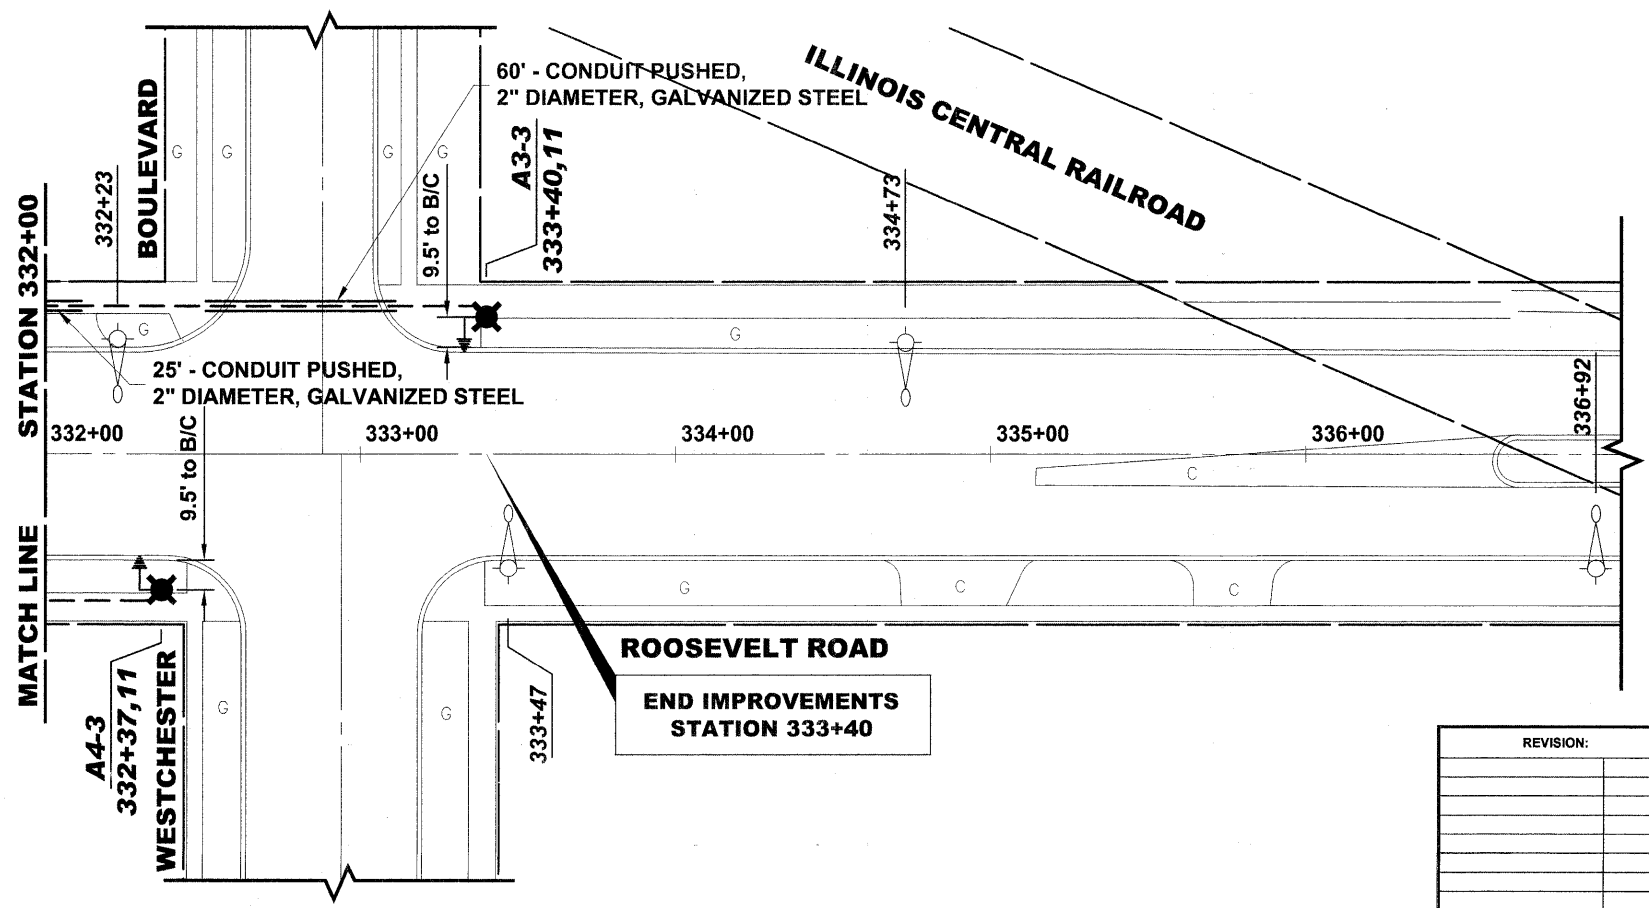 60' - CONDUIT PUSHED,
2" DIAMETER, GALVANIZED STEEL
ILLINOIS CENTRAL RAILROAD
BOULEVARD
G
G
G
G
A3-3
333+40,11
332+23
9.5' to B/C
334+73
STATION 332+00
G
G
25' - CONDUIT PUSHED,
2" DIAMETER, GALVANIZED STEEL
336+92
332+00
333+00
334+00
335+00
336+00
9.5' to B/C
C
MATCH LINE
G
C
C
ROOSEVELT ROAD
A4-3
332+37,11
WESTCHESTER
G
G
333+47
END IMPROVEMENTS
STATION 333+40
REVISION: